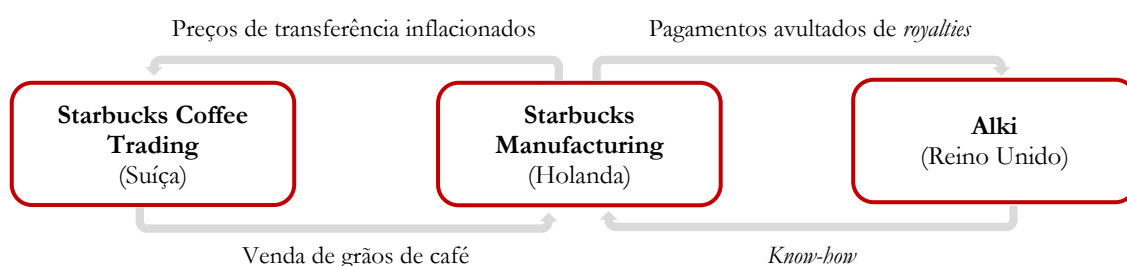 Preços de transferência inflacionados
Pagamentos avultados de royalties
Starbucks Coffee
Trading
(Suíça)
Starbucks
Manufacturing
(Holanda)
Alki
(Reino Unido)
Venda de grãos de café
Know-how